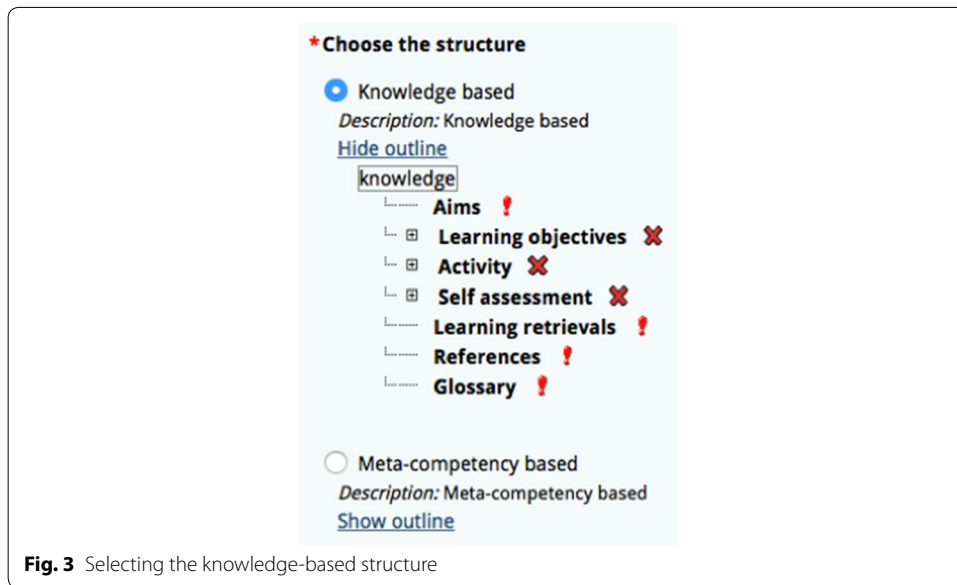 *Choose the structure
Knowledge based
Description: Knowledge based
Hide outline
knowledge
Aims
Learning objectives
Activity
Self assessment
Learning retrievals
References
Glossary
Meta-competency based
Description: Meta-competency based
Show outline
Fig. 3 Selecting the knowledge-based structure